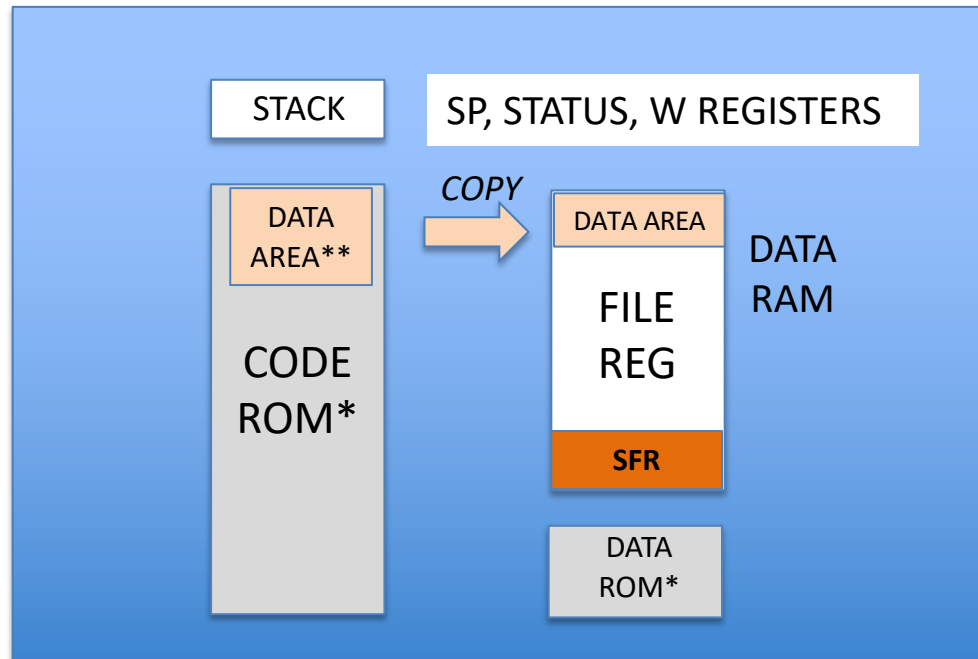 STACK
SP, STATUS, W REGISTERS
COPY
DATA
AREA**
CODE
ROM*
DATA AREA
FILE
REG
SFR
DATA
RAM
DATA
ROM*